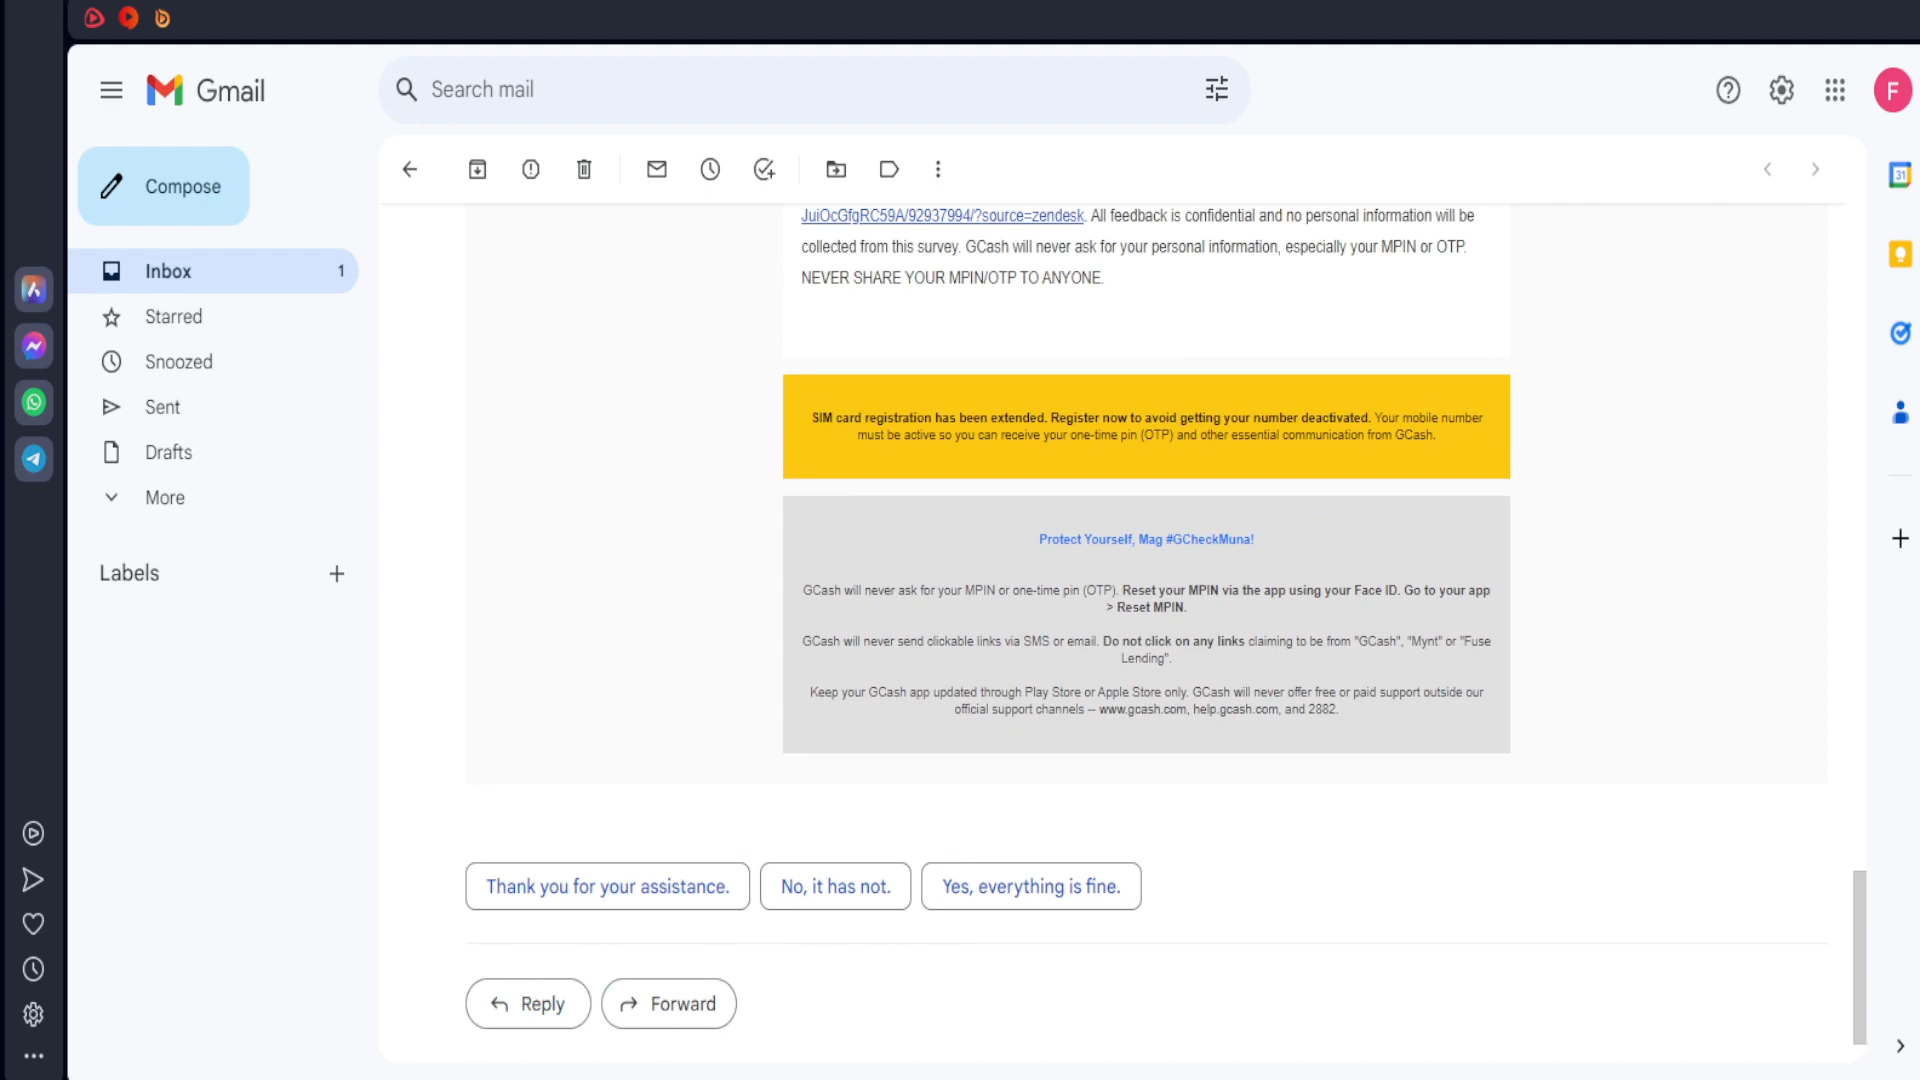 Gmail
Search mail
F
Compose
Inbox 1
Starred
Snoozed
Sent
Drafts
More
Labels
31
JuiOcGfgRC59A/92937994/?source=zendesk. All feedback is confidential and no personal information will be
collected from this survey. GCash will never ask for your personal information, especially your MPIN or OTP.
NEVER SHARE YOUR MPIN/OTP TO ANYONE.
SIM card registration has been extended. Register now to avoid getting your number deactivated. Your mobile number
must be active so you can receive your one-time pin (OTP) and other essential communication from GCash.
Protect Yourself, Mag #GCheckMuna!
GCash will never ask for your MPIN or one-time pin (OTP). Reset your MPIN via the app using your Face ID. Go to your app
> Reset MPIN.
GCash will never send clickable links via SMS or email. Do not click on any links claiming to be from "GCash", "Mynt" or "Fuse
Lending".
Keep your GCash app updated through Play Store or Apple Store only. GCash will never offer free or paid support outside our
official support channels -- www.gcash.com, help.gcash.com, and 2882.
Thank you for your assistance.
No, it has not.
Yes, everything is fine.
Reply
Forward